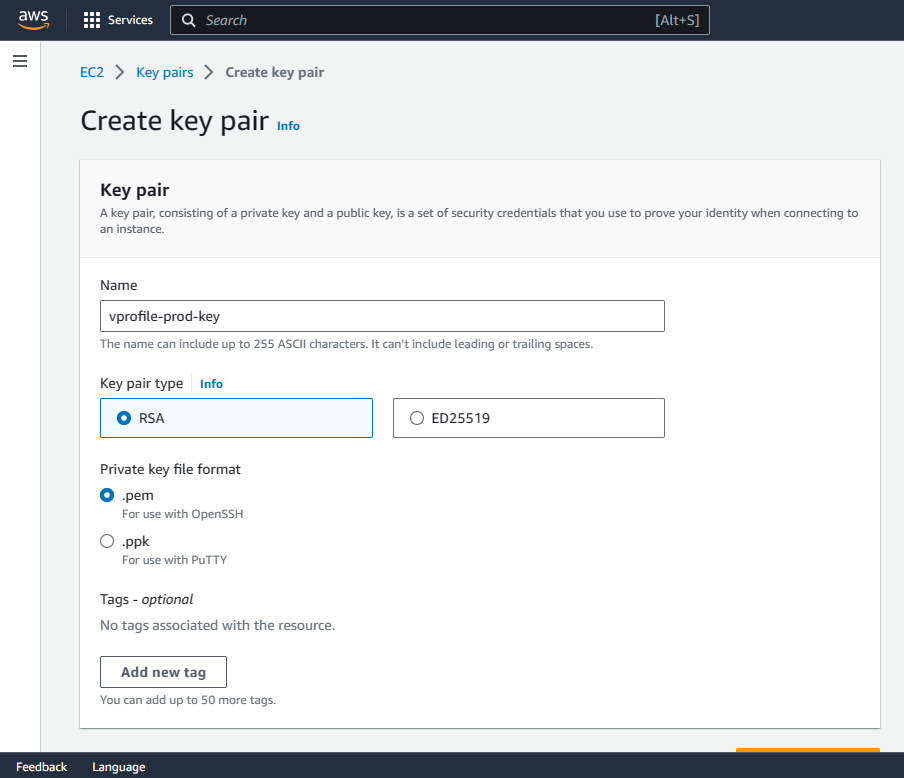 aws
Services
Search
[Alt+S]
EC2 > Key pairs > Create key pair
Create key pair Info
Key pair
A key pair, consisting of a private key and a public key, is a set of security credentials that you use to prove your identity when connecting to
an instance.
Name
vprofile-prod-key
The name can include up to 255 ASCII characters. It can't include leading or trailing spaces.
Key pair type Info
RSA
ED25519
Private key file format
.pem
For use with OpenSSH
.ppk
For use with PuTTY
Tags - optional
No tags associated with the resource.
Add new tag
You can add up to 50 more tags.
Feedback
Language